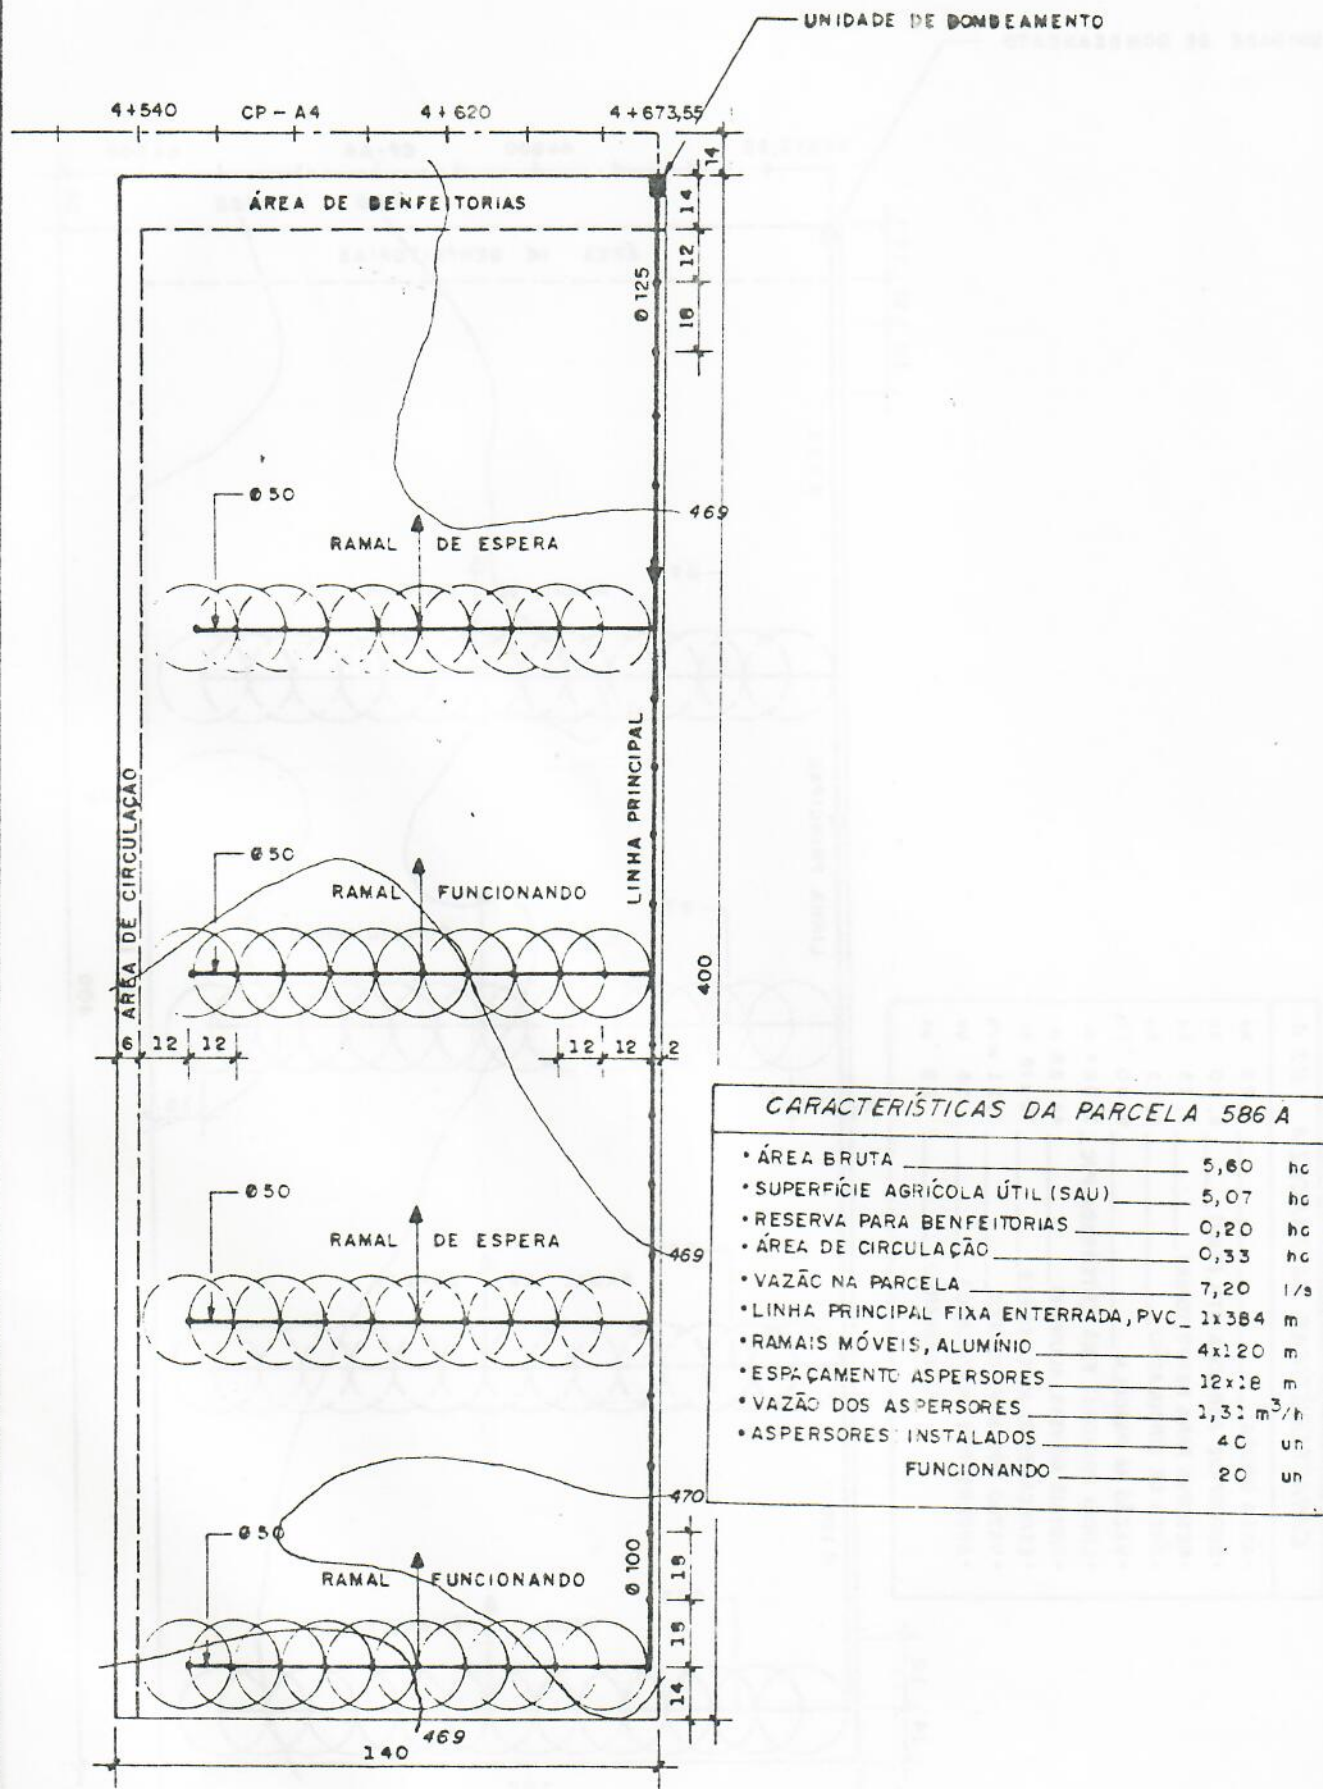 UNIDADE DE BOMBEAMENTO
4+540 CP-A4 4+620 4+673,55
14
ÁREA DE BENFEITORIAS
14
12
18
Ø 125
Ø50
469
RAMAL DE ESPERA
LINHA PRINCIPAL
ÁREA DE CIRCULAÇÃO
Ø50
RAMAL FUNCIONANDO
400
6 12 12 12 12 2
CARACTERÍSTICAS DA PARCELA 586 A
• ÁREA BRUTA 5,60 ha
• SUPERFÍCIE AGRÍCOLA ÚTIL (SAU) 5,07 ha
• RESERVA PARA BENFEITORIAS 0,20 ha
• ÁREA DE CIRCULAÇÃO 0,33 ha
• VAZÃO NA PARCELA 7,20 l/s
• LINHA PRINCIPAL FIXA ENTERRADA, PVC 1x384 m
• RAMAIS MÓVEIS, ALUMÍNIO 4x120 m
• ESPAÇAMENTO ASPERSORES 12x18 m
• VAZÃO DOS ASPERSORES 1,31 m³/h
• ASPERSORES INSTALADOS 40 un
FUNCIONANDO 20 un
Ø50
RAMAL DE ESPERA
469
470
Ø50
RAMAL FUNCIONANDO
Ø 100
18
18
14
469
140